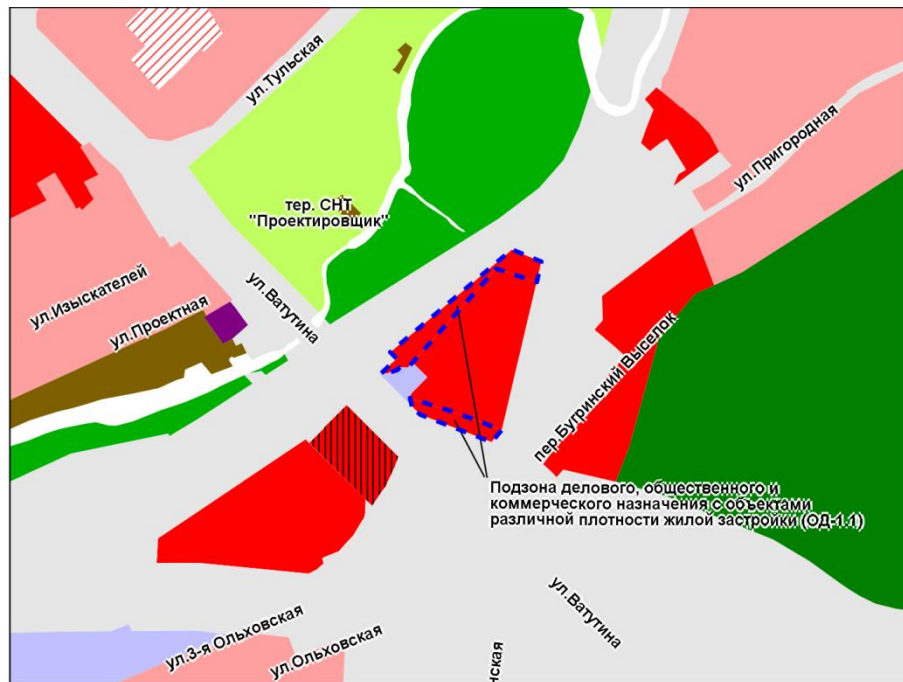 ул.Тульская
тер. СНТ
"Проектировщик"
ул.Пригородная
ул.Изыскателей
ул.Проектная
ул.Ватутина
пер.Бугринский Выселок
Подзона делового, общественного и
коммерческого назначения с объектами
различной плотности жилой застройки (ОД-1.1)
ул.Ватутина
ул.3-я Ольховская
ул.Ольховская
нская